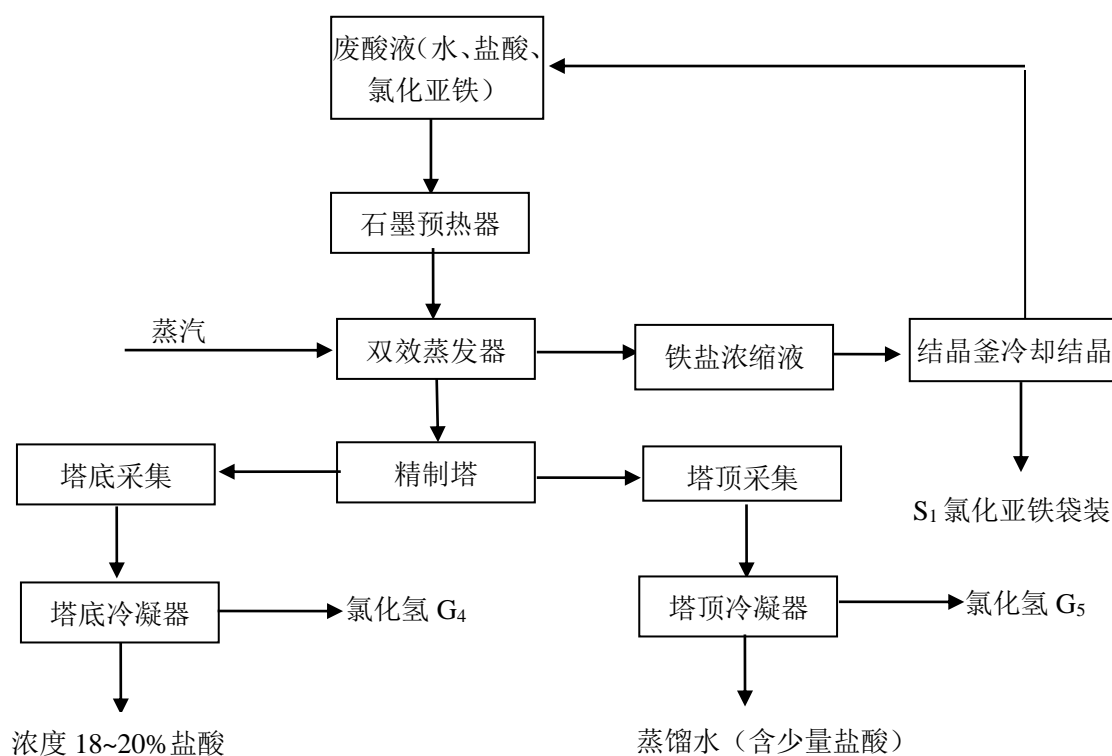 废酸液（水、盐酸、
氯化亚铁）
石墨预热器
蒸汽
双效蒸发器
铁盐浓缩液
结晶釜冷却结晶
塔底采集
精制塔
塔顶采集
S₁ 氯化亚铁袋装
塔底冷凝器
氯化氢 G₄
塔顶冷凝器
氯化氢 G₅
浓度 18~20%盐酸
蒸馏水（含少量盐酸）